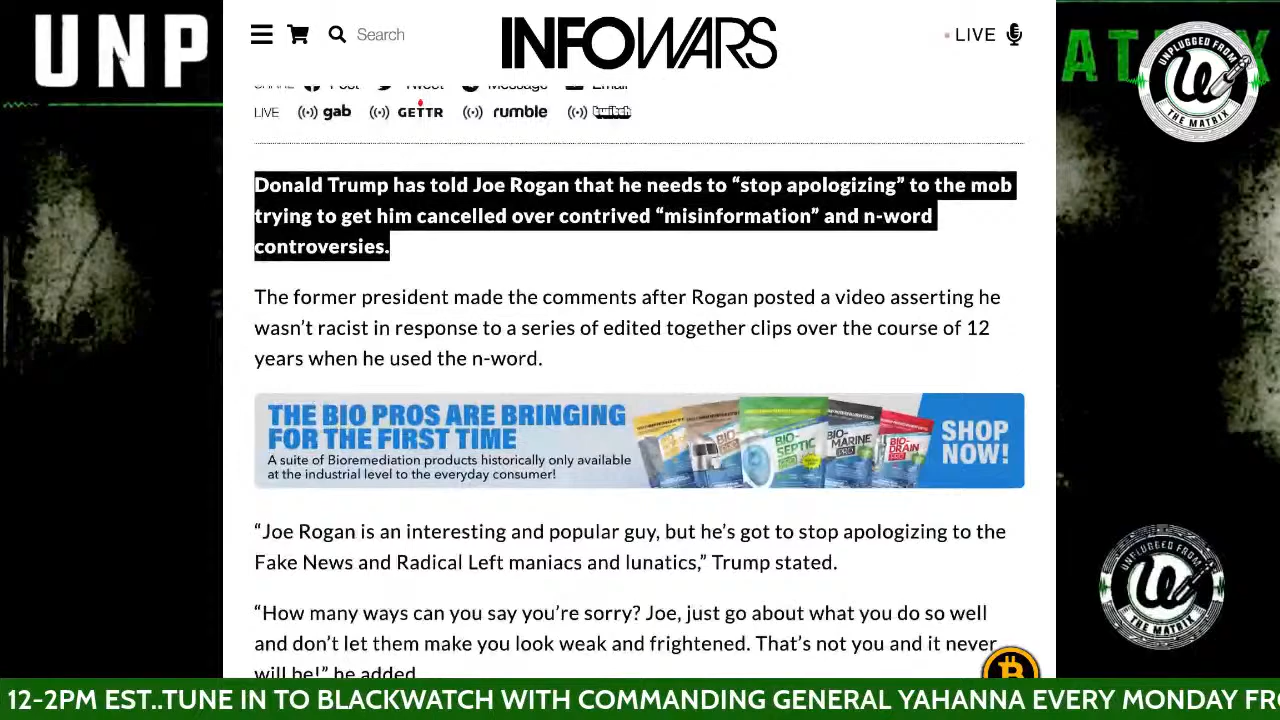 UNP
Search
INFOWARS
LIVE
AT
X
UNPLUGGED FROM
THE MATRIX
Post
Tweet
Message
Email
LIVE gab GETTR rumble twitch
Donald Trump has told Joe Rogan that he needs to “stop apologizing” to the mob
trying to get him cancelled over contrived “misinformation” and n-word
controversies.
The former president made the comments after Rogan posted a video asserting he
wasn’t racist in response to a series of edited together clips over the course of 12
years when he used the n-word.
THE BIO PROS ARE BRINGING
FOR THE FIRST TIME
A suite of Bioremediation products historically only available
at the industrial level to the everyday consumer!
BIO-
SEPTIC
BIO-
MARINE
PRO
BIO-
DRAIN
SHOP
NOW!
“Joe Rogan is an interesting and popular guy, but he’s got to stop apologizing to the
Fake News and Radical Left maniacs and lunatics,” Trump stated.
“How many ways can you say you’re sorry? Joe, just go about what you do so well
and don’t let them make you look weak and frightened. That’s not you and it never
will be!” he added.
UNPLUGGED FROM
THE MATRIX
12-2PM EST..TUNE IN TO BLACKWATCH WITH COMMANDING GENERAL YAHANNA EVERY MONDAY FR